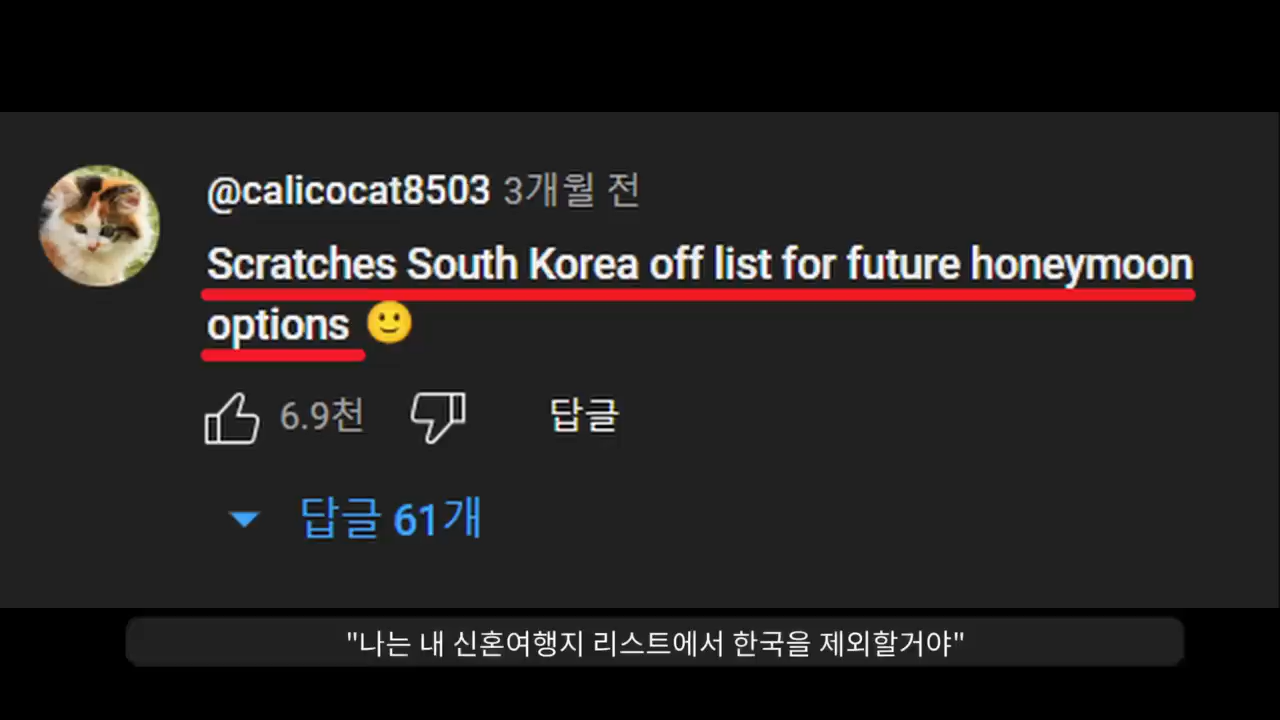 @calicocat8503 3개월 전
Scratches South Korea off list for future honeymoon
options 🙂
6.9천 답글
답글 61개
"나는 내 신혼여행지 리스트에서 한국을 제외할거야"